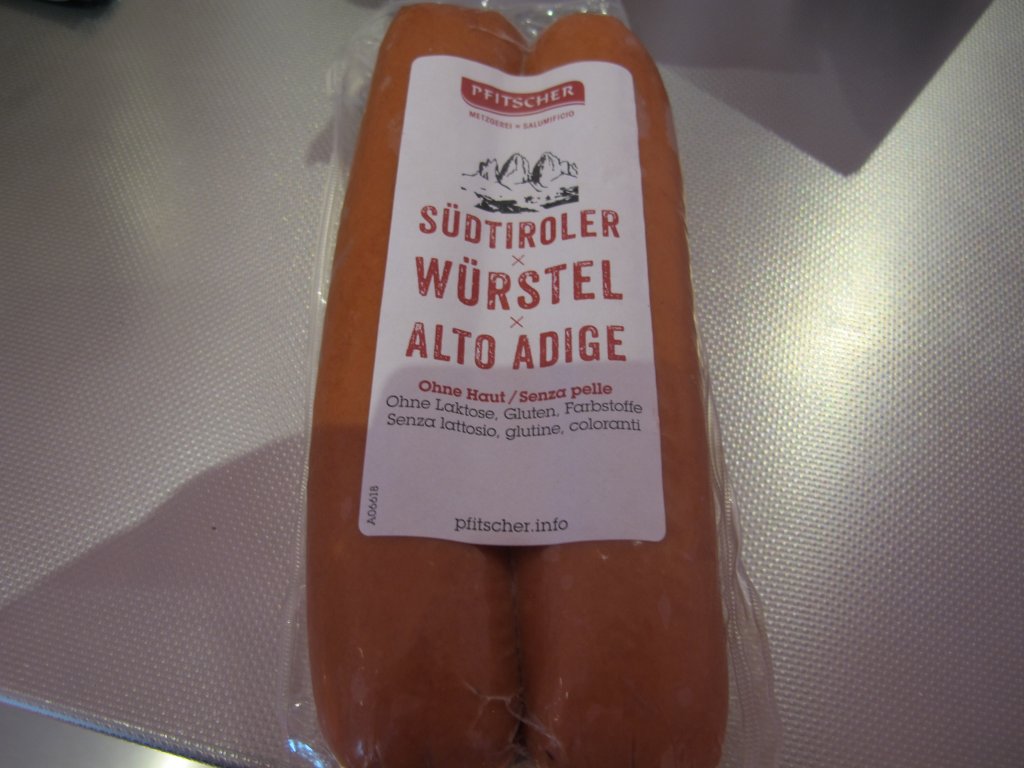 PFITSCHER
METZGEREI × SALUMIFICIO
SÜDTIROLER
×
WÜRSTEL
×
ALTO ADIGE
Ohne Haut / Senza pelle
Ohne Laktose, Gluten, Farbstoffe
Senza lattosio, glutine, coloranti
A06618
pfitscher.info